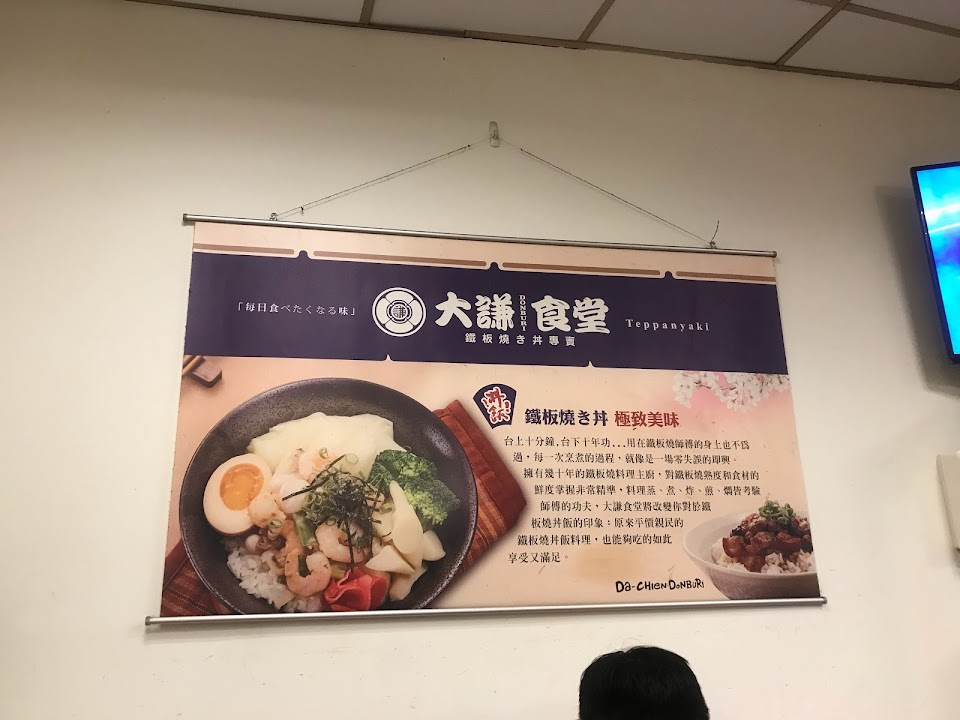 「毎日食べたくなる味」
大謙 DONBURI 食堂
Teppanyaki
鐵板燒き丼專賣
鐵板燒き丼 極致美味
台上十分鐘,台下十年功...用在鐵板燒師傅的身上也不為
過,每一次烹煮的過程,就像是一場零失誤的即興。
擁有幾十年的鐵板燒料理主廚,對鐵板燒熟度和食材的
鮮度掌握非常精準,料理蒸、煮、炸、煎、燜皆考驗
師傅的功夫,大謙食堂將改變你對於鐵
板燒丼飯的印象;原來平價親民的
鐵板燒丼飯料理,也能夠吃的如此
享受又滿足。
DA-CHIEN·DONBURI